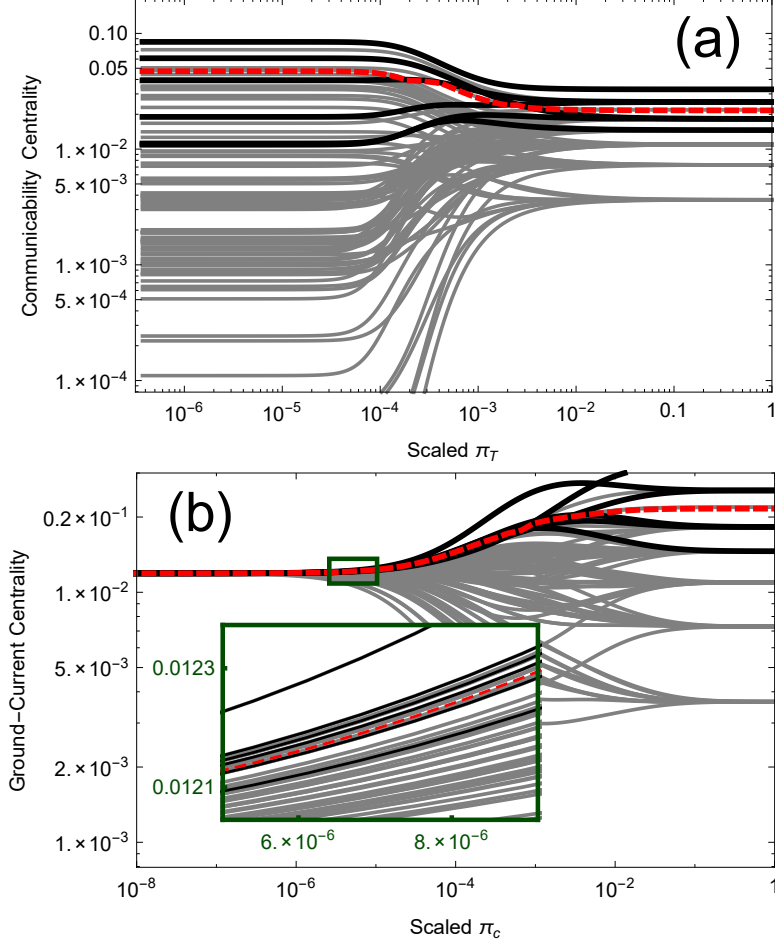 (a)
Communicability Centrality
0.10
0.05
1.×10⁻²
5.×10⁻³
1.×10⁻³
5.×10⁻⁴
1.×10⁻⁴
10⁻⁶ 10⁻⁵ 10⁻⁴ 10⁻³ 10⁻² 0.1 1
Scaled π_T
(b)
Ground−Current Centrality
0.2×10⁻¹
1.×10⁻²
5.×10⁻³
2.×10⁻³
1.×10⁻³
0.0123
0.0121
6.×10⁻⁶ 8.×10⁻⁶
10⁻⁸ 10⁻⁶ 10⁻⁴ 10⁻² 1
Scaled π_c